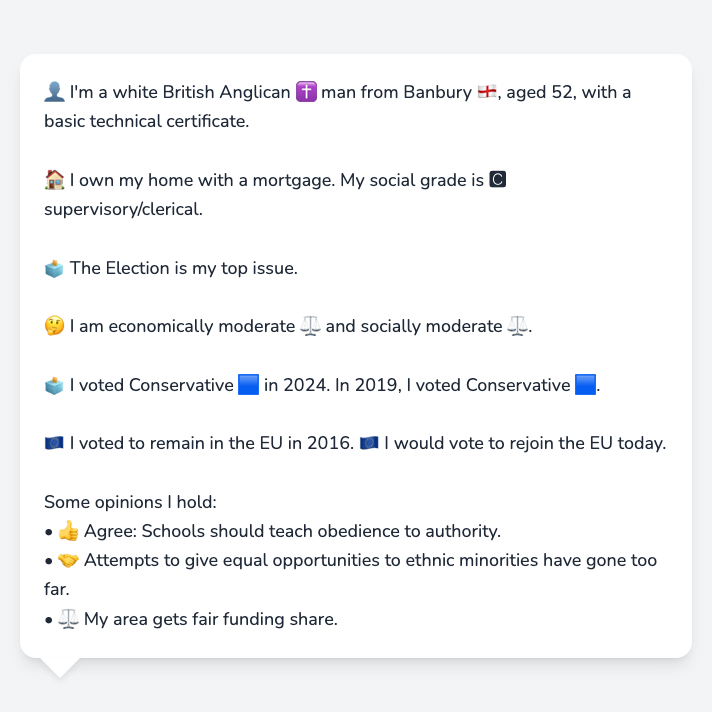 👤 I'm a white British Anglican ✝️ man from Banbury 🏴󠁧󠁢󠁥󠁮󠁧󠁿, aged 52, with a
basic technical certificate.
🏠 I own my home with a mortgage. My social grade is 🅲
supervisory/clerical.
🗳️ The Election is my top issue.
🤔 I am economically moderate ⚖️ and socially moderate ⚖️.
🗳️ I voted Conservative 🟦 in 2024. In 2019, I voted Conservative 🟦.
🇪🇺 I voted to remain in the EU in 2016. 🇪🇺 I would vote to rejoin the EU today.
Some opinions I hold:
• 👍 Agree: Schools should teach obedience to authority.
• 🤝 Attempts to give equal opportunities to ethnic minorities have gone too
far.
• ⚖️ My area gets fair funding share.